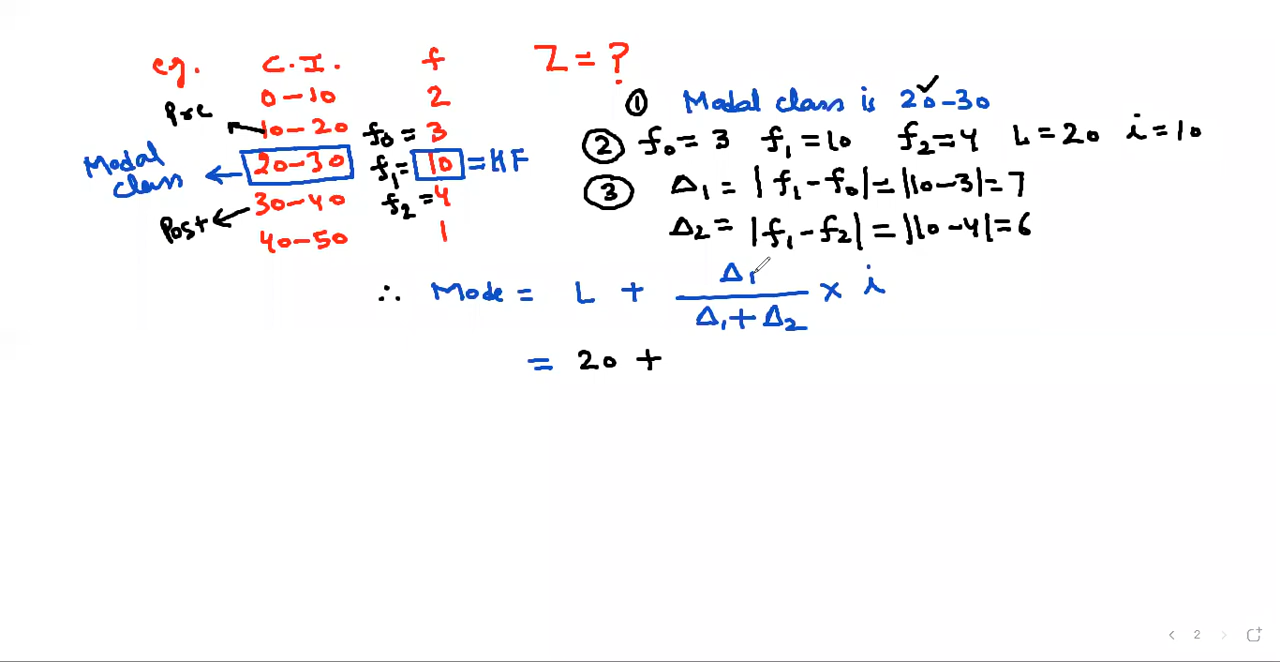 eg. C.I. f Z = ?
0-10 2
Pre 10-20 f₀ = 3
Modal class 20-30 f₁ = 10 = HF
30-40 f₂ = 4
Post 40-50 1
① Modal class is 20-30
② f₀ = 3 f₁ = 10 f₂ = 4 L = 20 i = 10
③ Δ₁ = |f₁ - f₀| = |10 - 3| = 7
Δ₂ = |f₁ - f₂| = |10 - 4| = 6
∴ Mode = L + Δ₁ / Δ₁ + Δ₂ × i
= 20 +
2